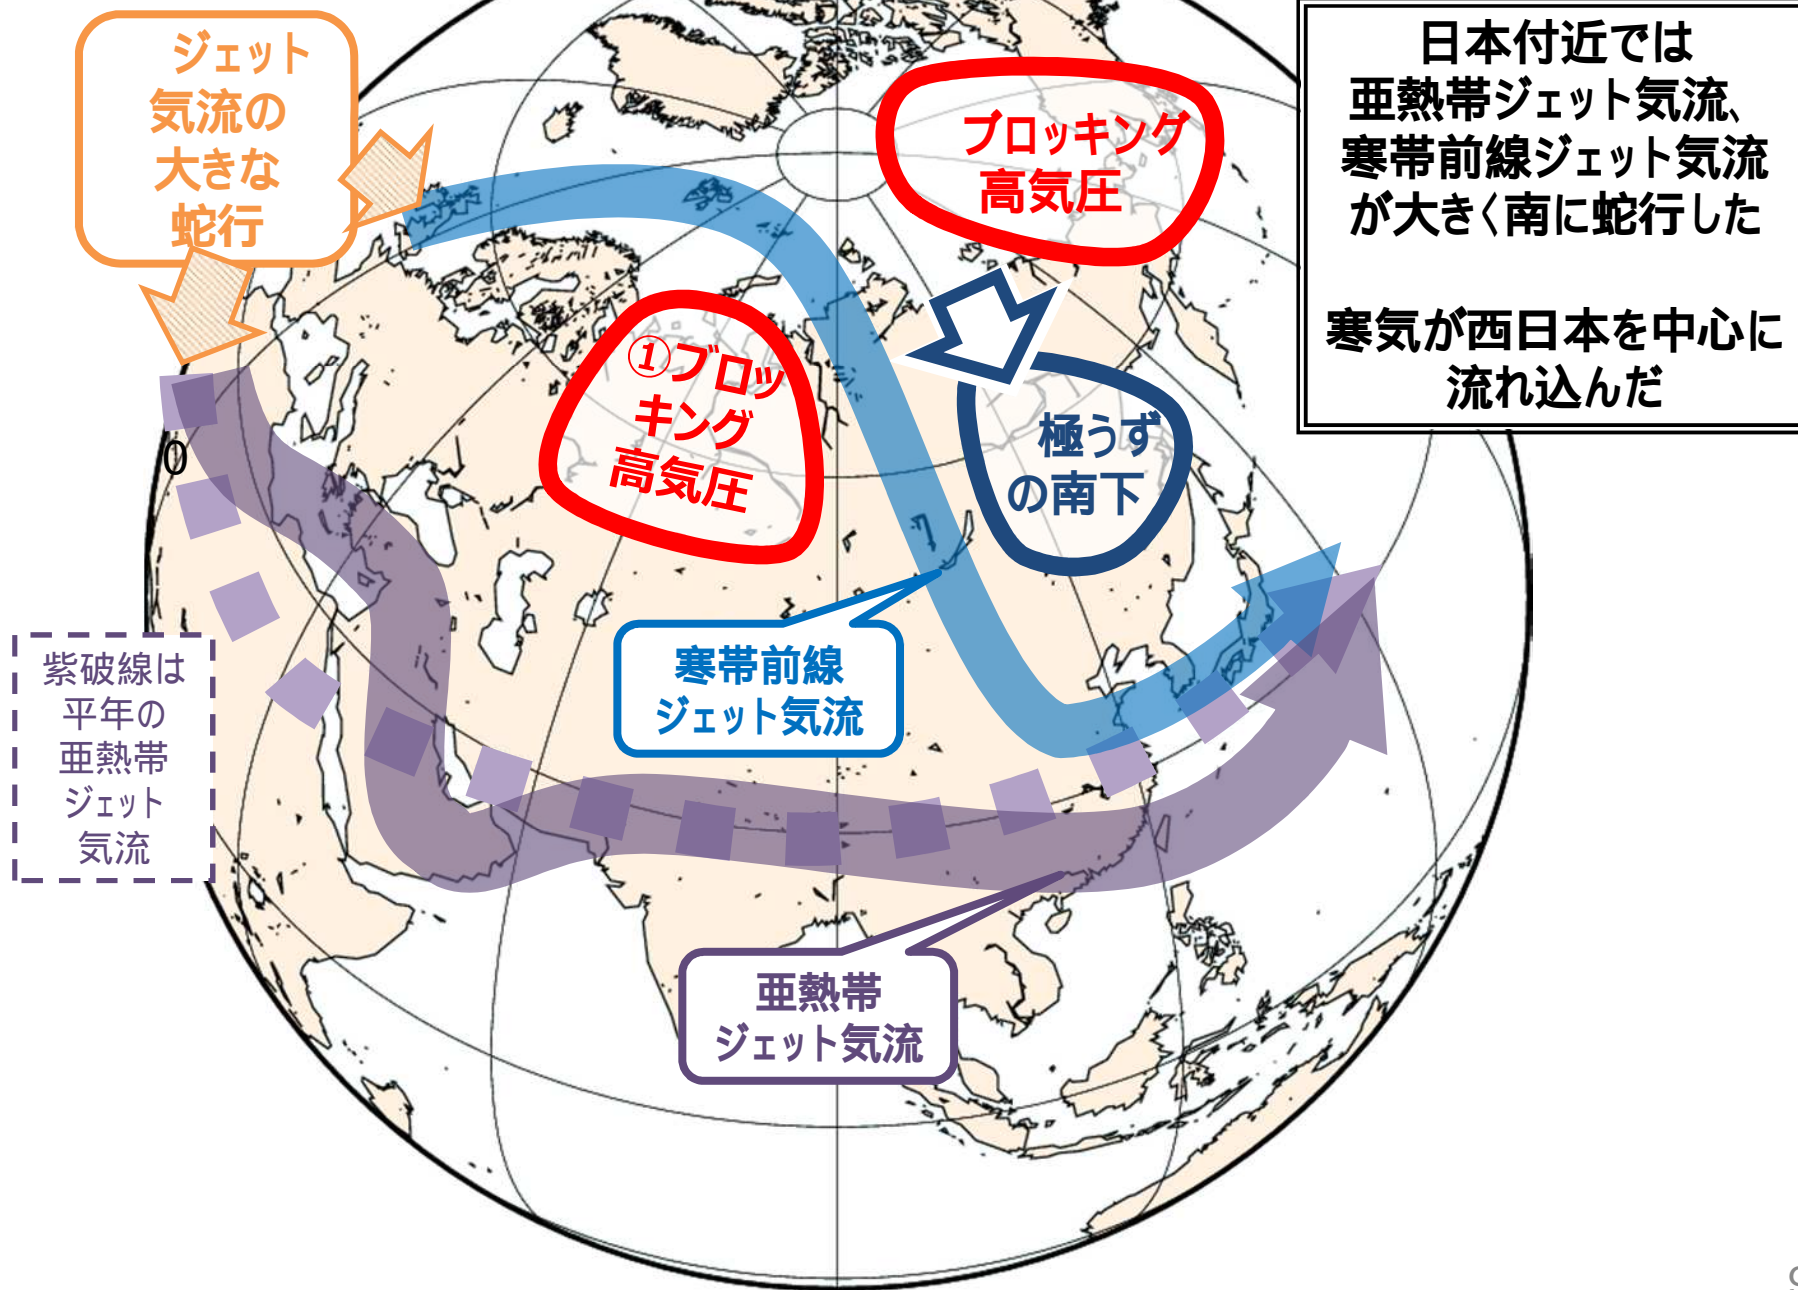 ジェット
気流の
大きな
蛇行
ブロッキング
高気圧
日本付近では
亜熱帯ジェット気流、
寒帯前線ジェット気流
が大きく南に蛇行した
寒気が西日本を中心に
流れ込んだ
①ブロッ
キング
高気圧
極うず
の南下
0
寒帯前線
ジェット気流
紫破線は
平年の
亜熱帯
ジェット
気流
亜熱帯
ジェット気流